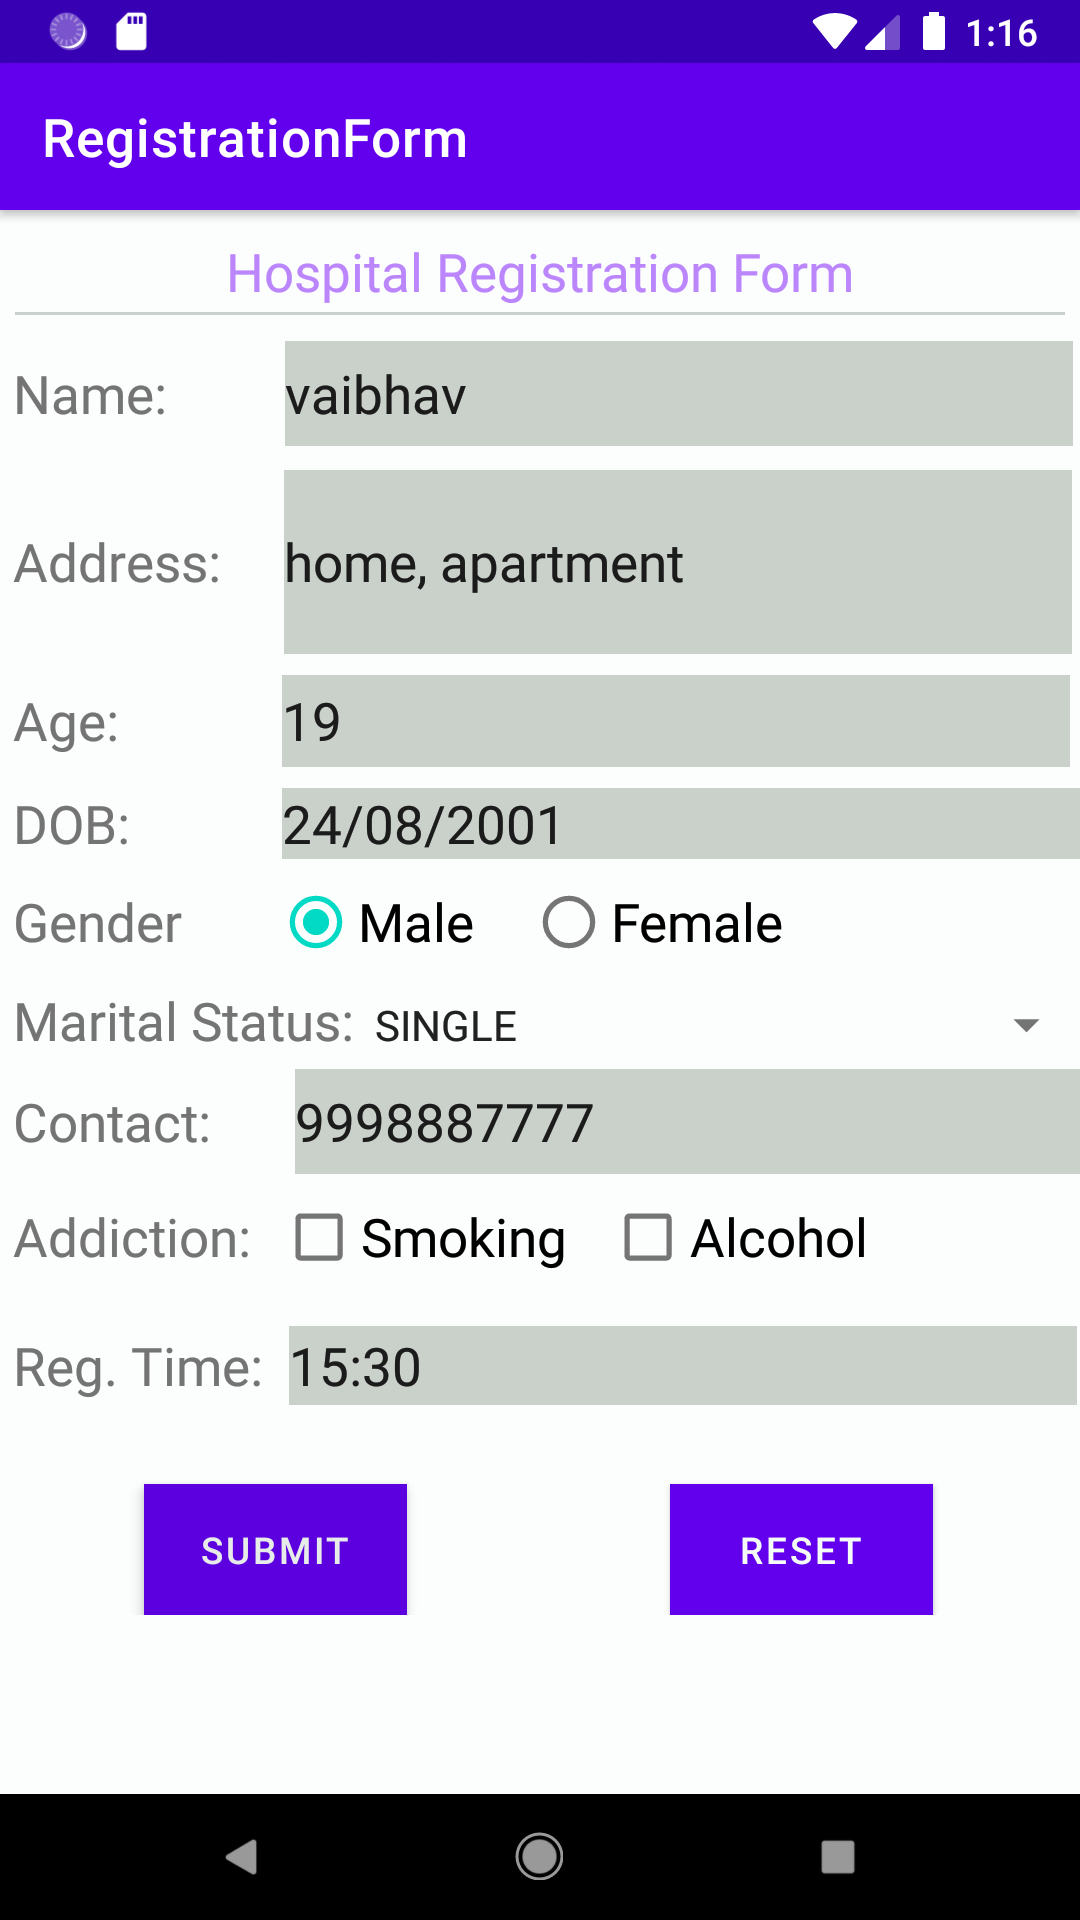 1:16
RegistrationForm
Hospital Registration Form
Name: vaibhav
Address: home, apartment
Age: 19
DOB: 24/08/2001
Gender Male Female
Marital Status: SINGLE
Contact: 9998887777
Addiction: Smoking Alcohol
Reg. Time: 15:30
SUBMIT RESET